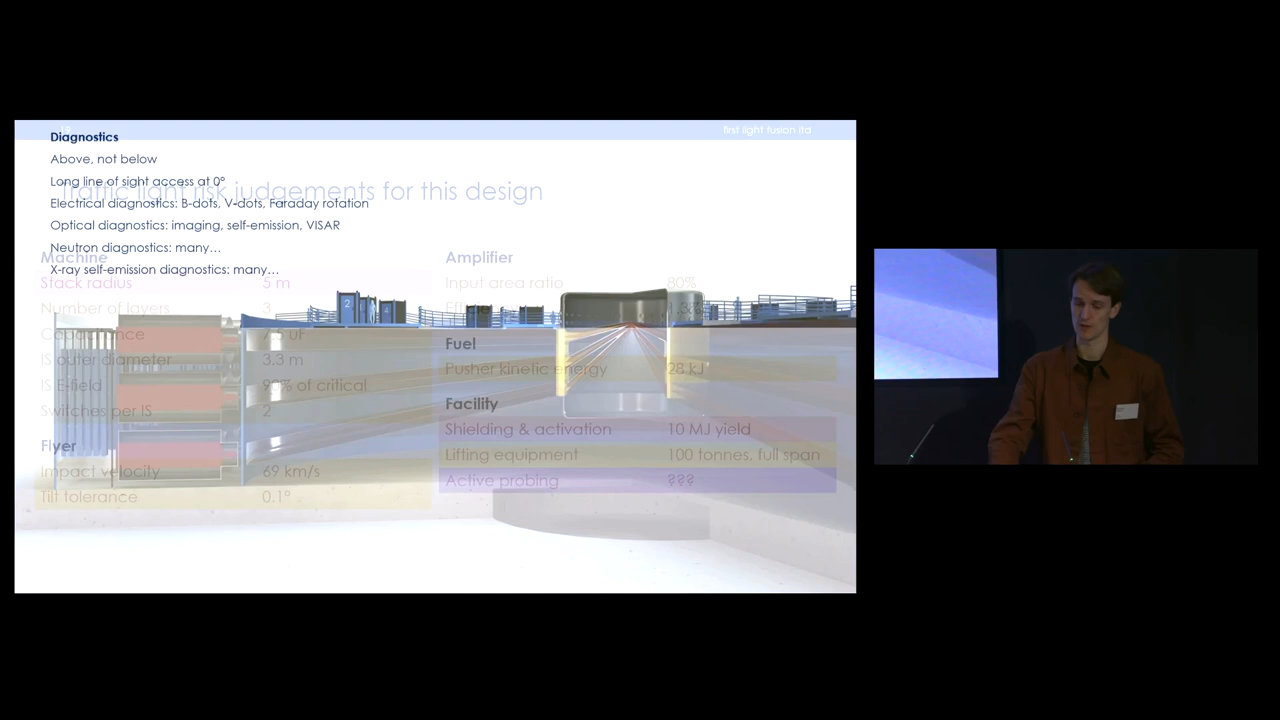 first light fusion ltd
Diagnostics
Above, not below
Long line of sight access at 0°
Electrical diagnostics: B-dots, V-dots, Faraday rotation
Optical diagnostics: imaging, self-emission, VISAR
Neutron diagnostics: many...
X-ray self-emission diagnostics: many...
Traffic light risk judgements for this design
Machine
Stack radius 5 m
Number of layers 3
Capacitance uF
IS outer diameter 3.3 m
IS E-field 90% of critical
Switches per IS 2
Flyer
Impact velocity 69 km/s
Tilt tolerance 0.1°
Amplifier
Input area ratio 80%
Fuel
Pusher kinetic energy 28 kJ
Facility
Shielding & activation 10 MJ yield
Lifting equipment 100 tonnes, full span
Active probing ???
2